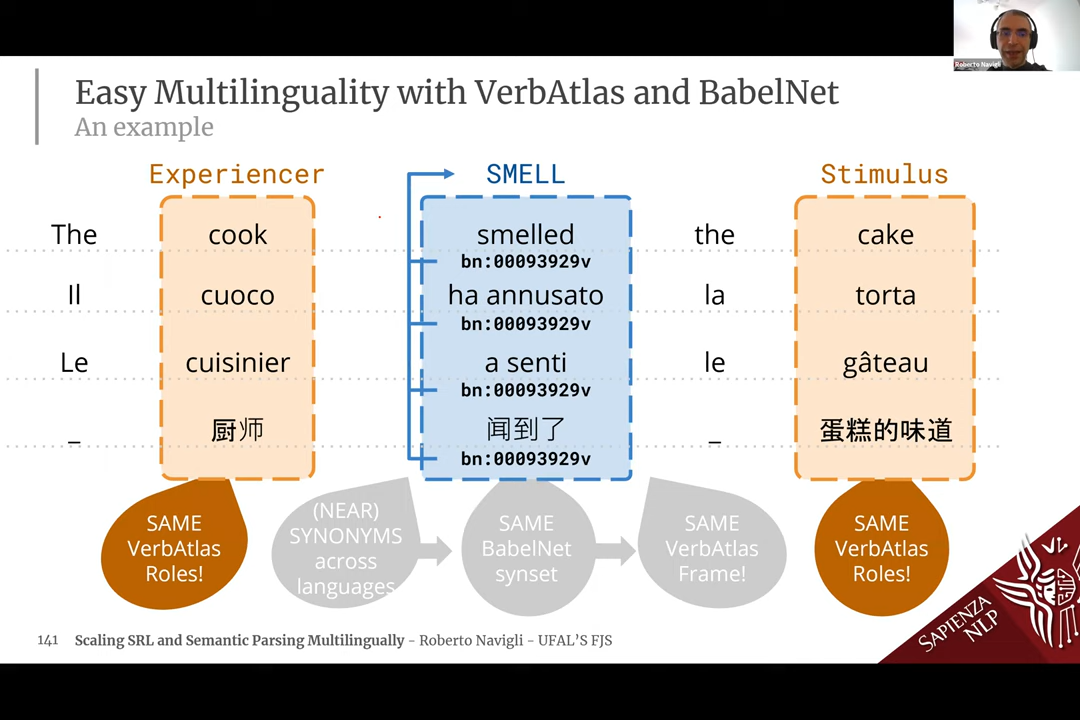 Roberto Navigli
Easy Multilinguality with VerbAtlas and BabelNet
An example
Experiencer SMELL Stimulus
The cook smelled the cake
bn:00093929v
Il cuoco ha annusato la torta
bn:00093929v
Le cuisinier a senti le gâteau
bn:00093929v
_ 厨师 闻到了 _ 蛋糕的味道
bn:00093929v
SAME
VerbAtlas
Roles!
(NEAR)
SYNONYMS
across
languages
SAME
BabelNet
synset
SAME
VerbAtlas
Frame!
SAME
VerbAtlas
Roles!
141 Scaling SRL and Semantic Parsing Multilingually - Roberto Navigli - UFAL'S FJS
SAPIENZA
NLP